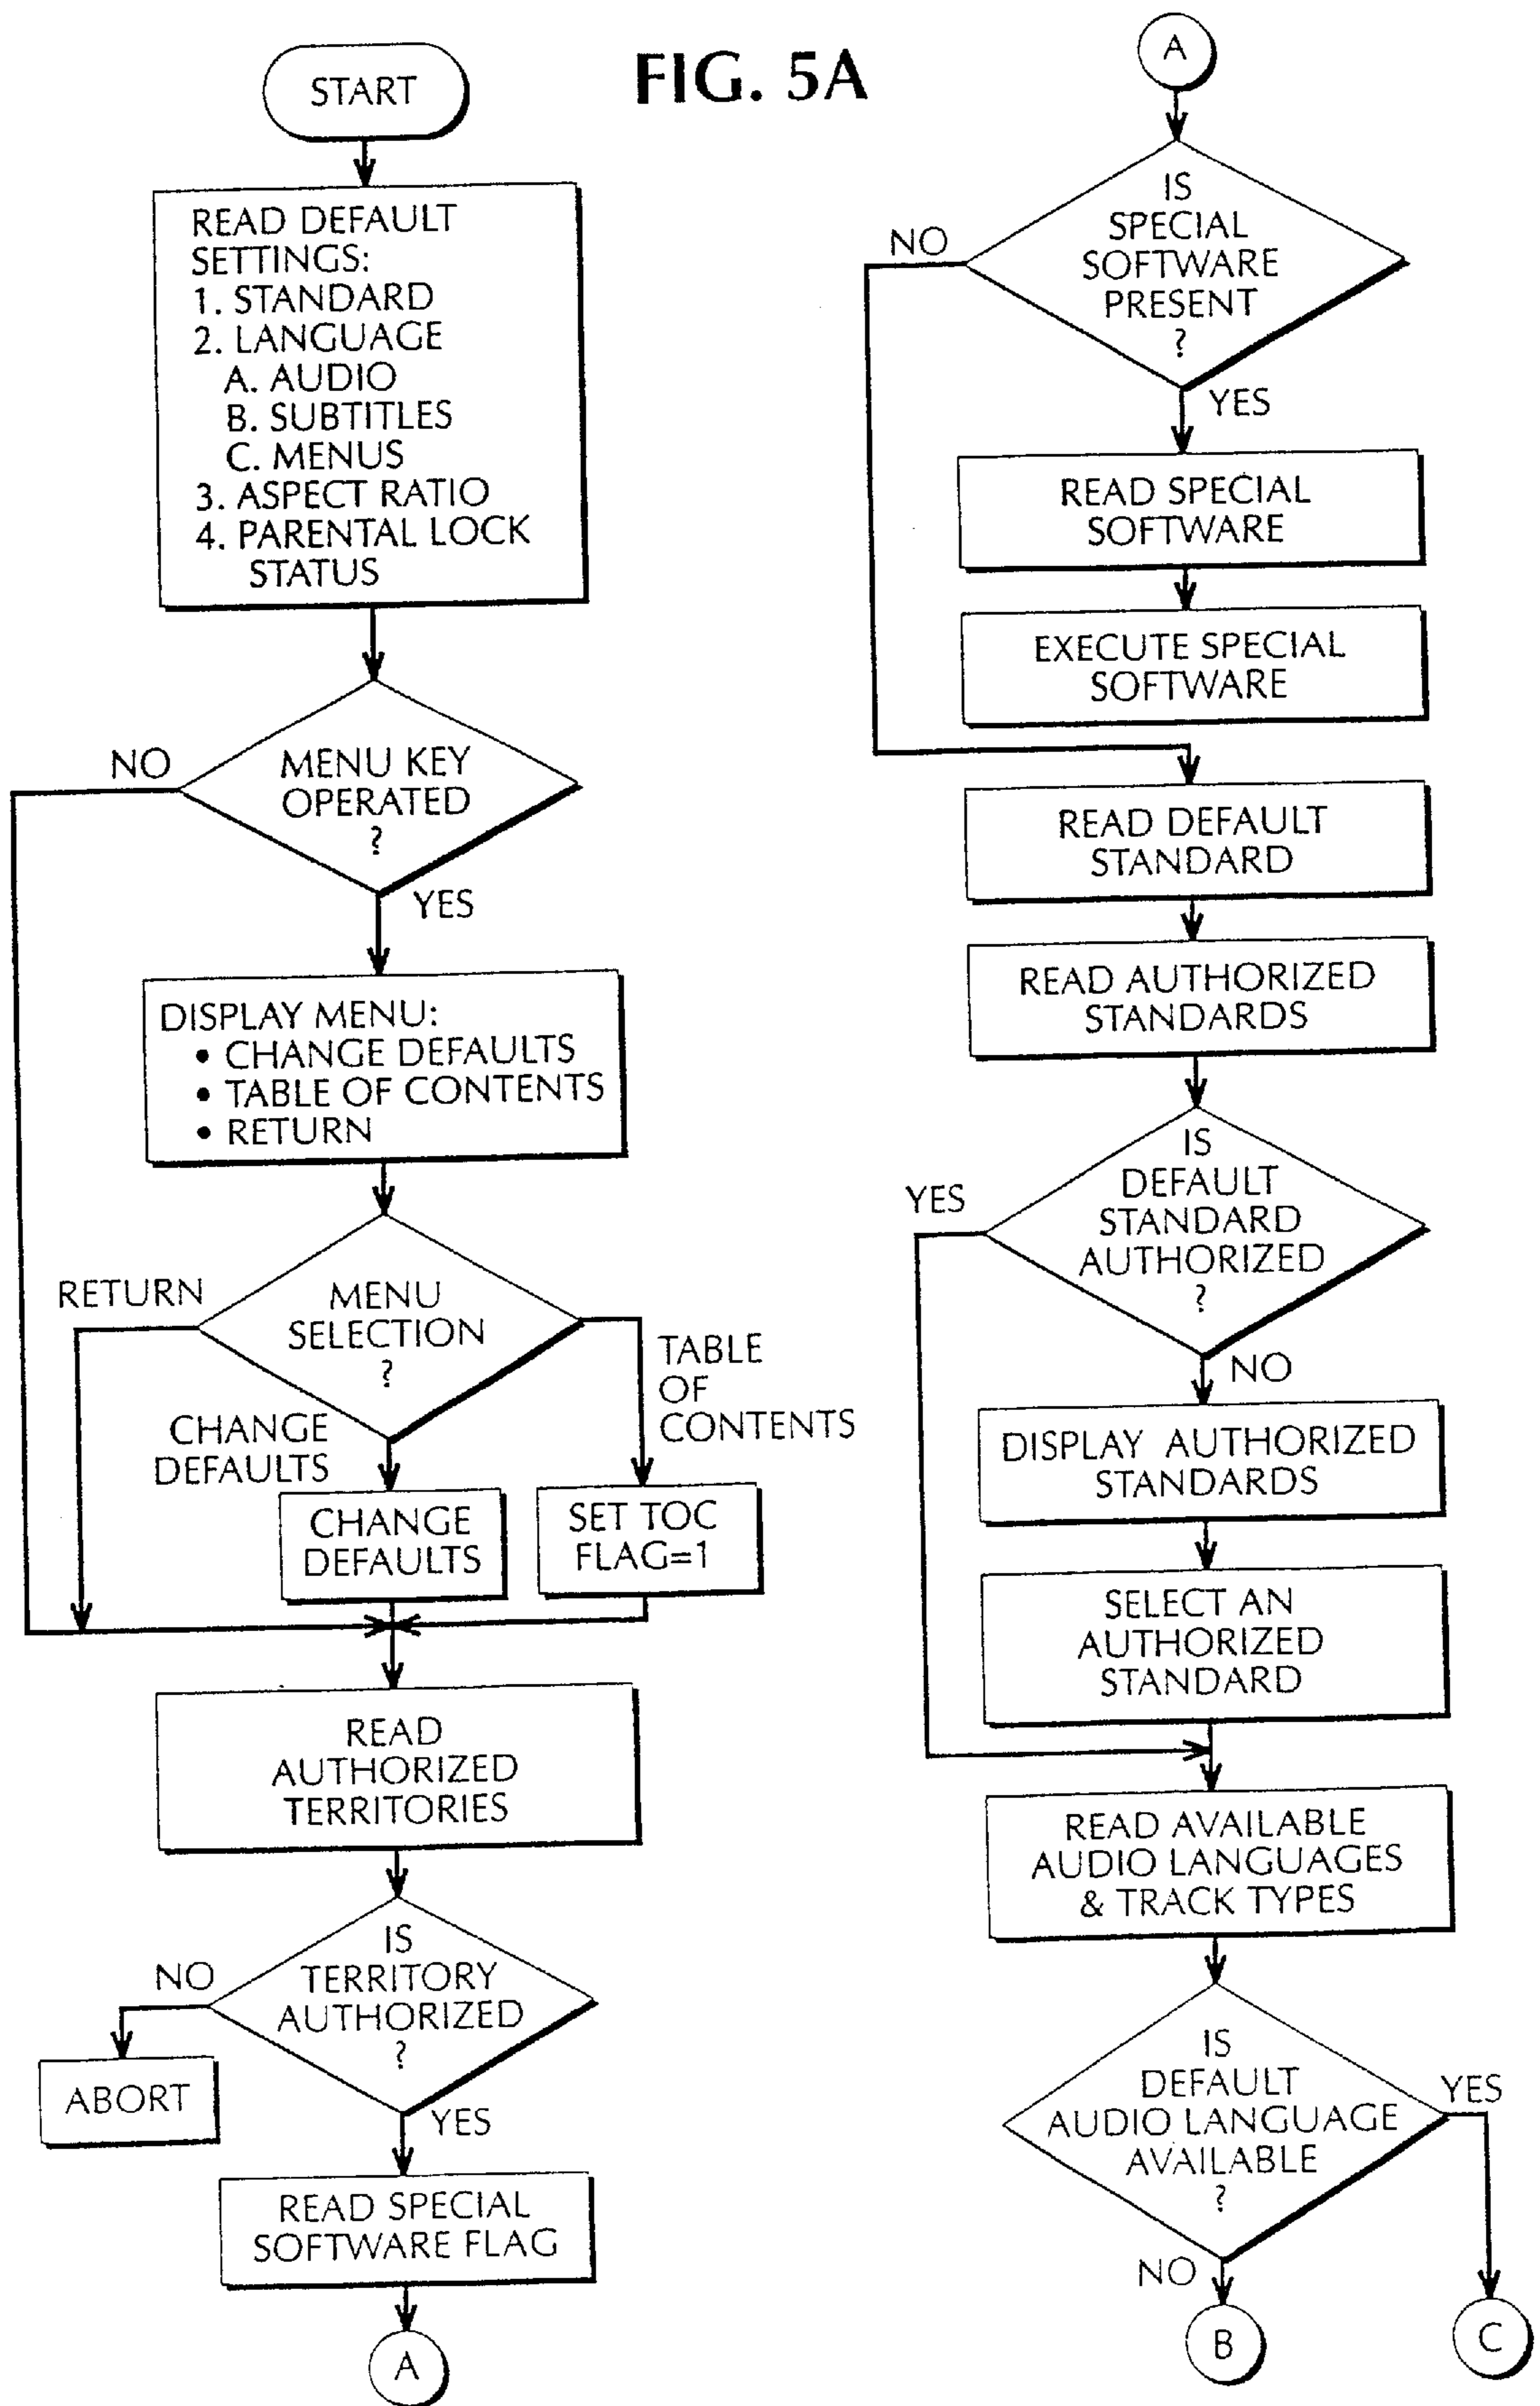 FIG. 5A
START
READ DEFAULT
SETTINGS:
1. STANDARD
2. LANGUAGE
A. AUDIO
B. SUBTITLES
C. MENUS
3. ASPECT RATIO
4. PARENTAL LOCK
STATUS
NO
MENU KEY
OPERATED
?
YES
DISPLAY MENU:
• CHANGE DEFAULTS
• TABLE OF CONTENTS
• RETURN
RETURN
MENU
SELECTION
?
TABLE
OF
CONTENTS
CHANGE
DEFAULTS
CHANGE
DEFAULTS
SET TOC
FLAG=1
READ
AUTHORIZED
TERRITORIES
NO
IS
TERRITORY
AUTHORIZED
?
ABORT
YES
READ SPECIAL
SOFTWARE FLAG
A
A
IS
SPECIAL
SOFTWARE
PRESENT
?
NO
YES
READ SPECIAL
SOFTWARE
EXECUTE SPECIAL
SOFTWARE
READ DEFAULT
STANDARD
READ AUTHORIZED
STANDARDS
YES
IS
DEFAULT
STANDARD
AUTHORIZED
?
NO
DISPLAY AUTHORIZED
STANDARDS
SELECT AN
AUTHORIZED
STANDARD
READ AVAILABLE
AUDIO LANGUAGES
& TRACK TYPES
IS
DEFAULT
AUDIO LANGUAGE
AVAILABLE
?
YES
NO
B
C